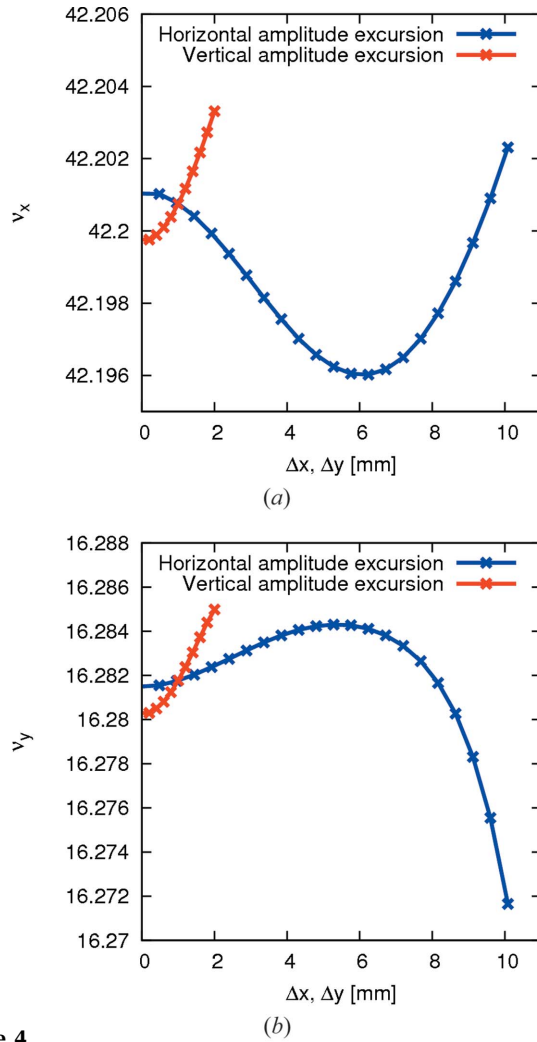 42.206
Horizontal amplitude excursion
Vertical amplitude excursion
42.204
42.202
42.2
42.198
42.196
νx
0 2 4 6 8 10
Δx, Δy [mm]
(a)
16.288
Horizontal amplitude excursion
Vertical amplitude excursion
16.286
16.284
16.282
16.28
16.278
16.276
16.274
16.272
16.27
νy
0 2 4 6 8 10
Δx, Δy [mm]
(b)